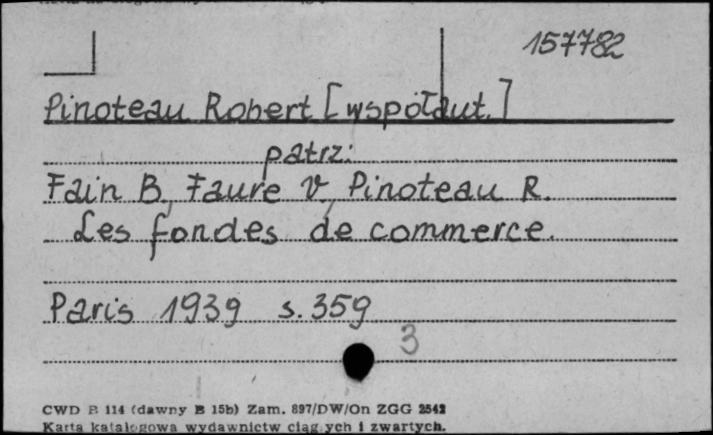 157782
Pinoteau Robert [współaut.]
patrz:
Fain B., Faure V, Pinoteau R.
Les fondes de commerce.
Paris 1939 s. 359
3
CWD B 114 (dawny B 15b) Zam. 897/DW/On ZGG 2542
Karta katalogowa wydawnictw ciągłych i zwartych.